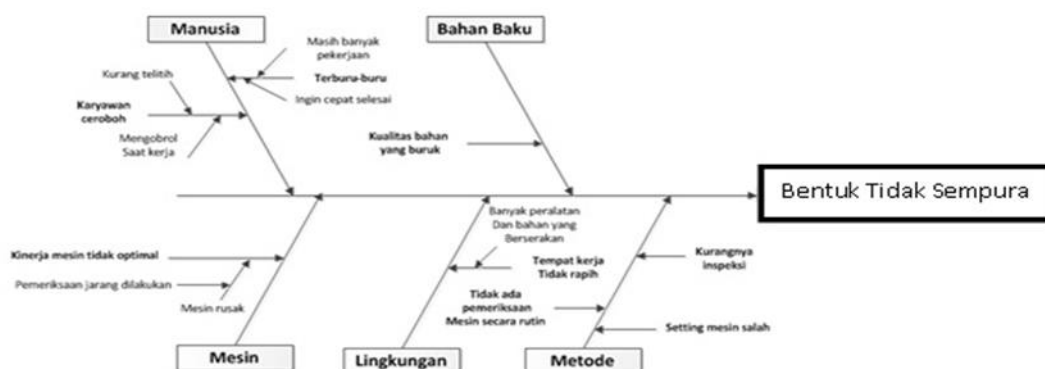 Manusia
Bahan Baku
Masih banyak
pekerjaan
Kurang telitih
Terburu-buru
Ingin cepat selesai
Karyawan
ceroboh
Mengobrol
Saat kerja
Kualitas bahan
yang buruk
Bentuk Tidak Sempura
Banyak peralatan
Dan bahan yang
Berserakan
Kinerja mesin tidak optimal
Kurangnya
inspeksi
Tempat kerja
Tidak rapih
Pemeriksaan jarang dilakukan
Mesin rusak
Tidak ada
pemeriksaan
Mesin secara rutin
Setting mesin salah
Mesin
Lingkungan
Metode